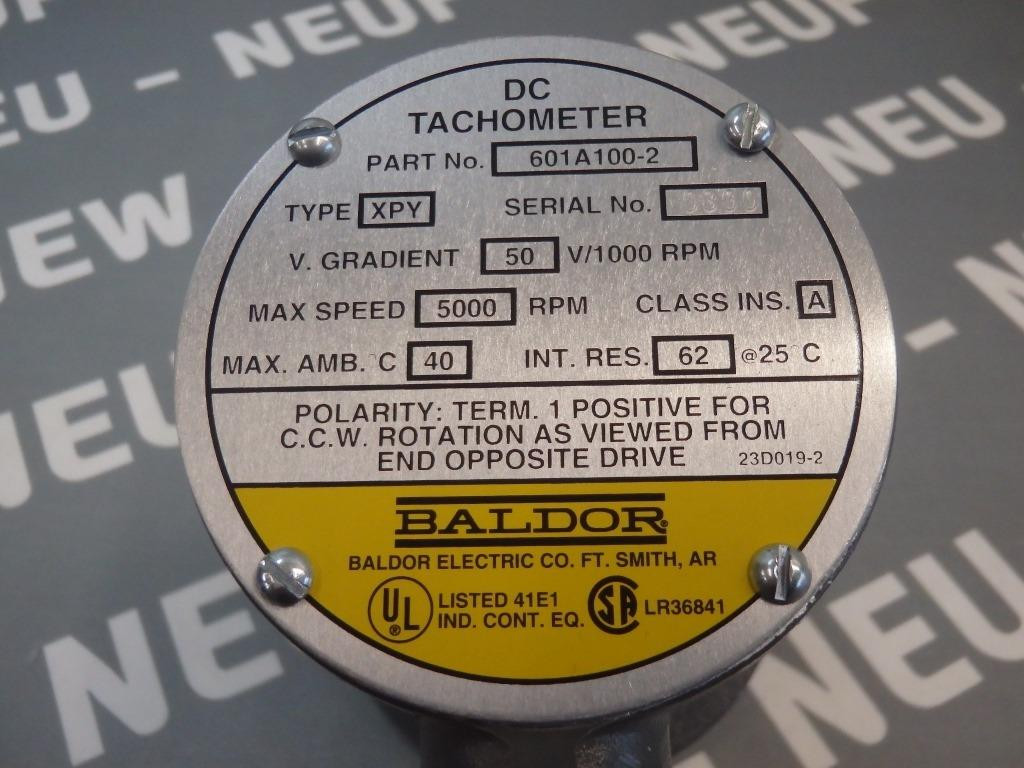 NEUF
NEU - NEUF
NEW
NEU
NEU -
NEU
NEU
DC
TACHOMETER
PART No. 601A100-2
TYPE XPY SERIAL No.
V. GRADIENT 50 V/1000 RPM
MAX SPEED 5000 RPM CLASS INS. A
MAX. AMB. °C 40 INT. RES. 62 @25°C
POLARITY: TERM. 1 POSITIVE FOR
C.C.W. ROTATION AS VIEWED FROM
END OPPOSITE DRIVE 23D019-2
BALDOR®
BALDOR ELECTRIC CO. FT. SMITH, AR
UL® LISTED 41E1 SA LR36841
IND. CONT. EQ.